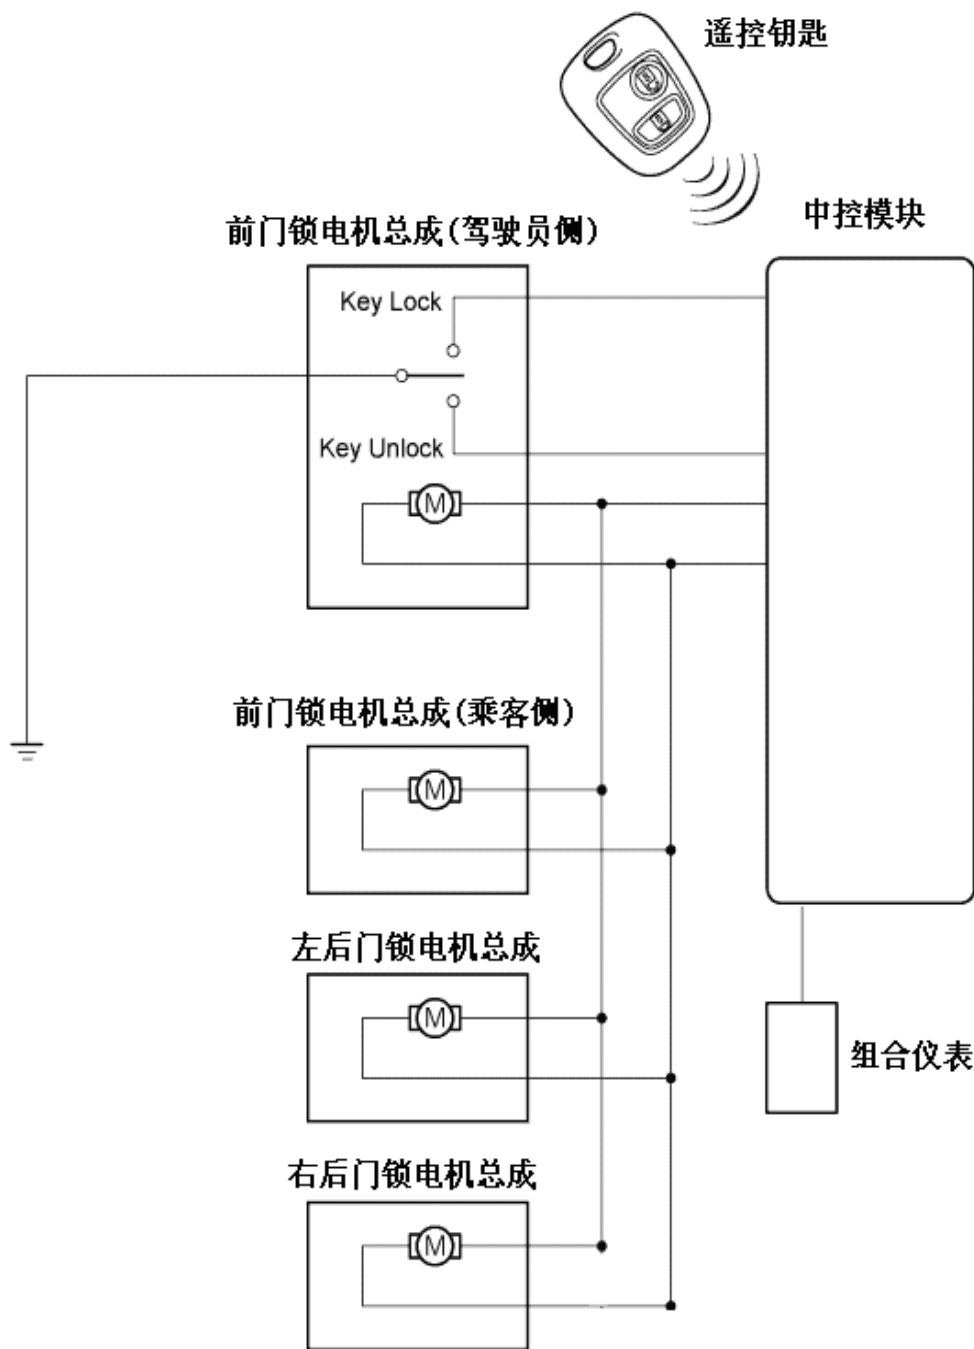 遥控钥匙
中控模块
前门锁电机总成(驾驶员侧)
Key Lock
Key Unlock
M
前门锁电机总成(乘客侧)
M
左后门锁电机总成
M
组合仪表
右后门锁电机总成
M